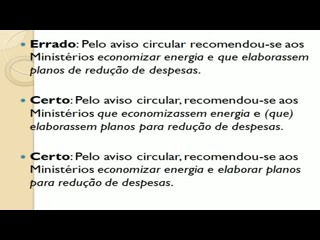 Errado: Pelo aviso circular recomendou-se aos
Ministérios economizar energia e que elaborassem
planos de redução de despesas.
Certo: Pelo aviso circular, recomendou-se aos
Ministérios que economizassem energia e (que)
elaborassem planos para redução de despesas.
Certo: Pelo aviso circular, recomendou-se aos
Ministérios economizar energia e elaborar planos
para redução de despesas.